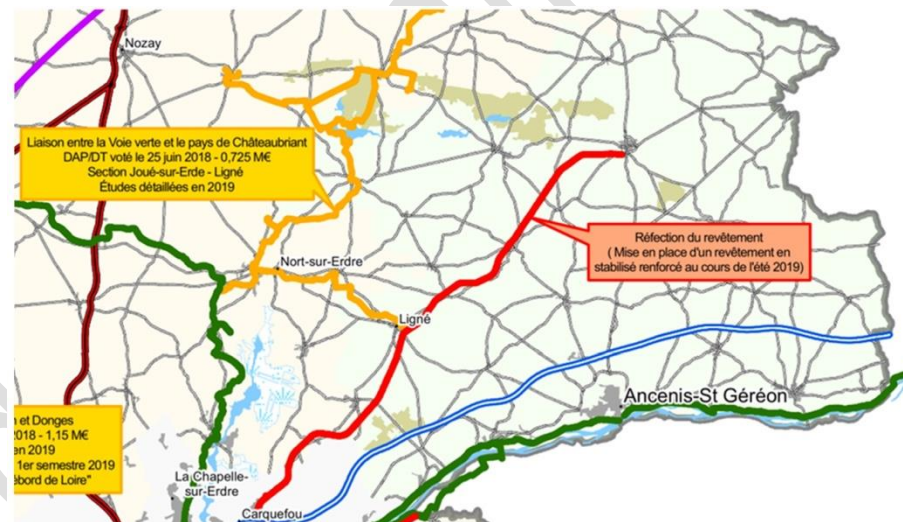 Nozay
Liaison entre la Voie verte et le pays de Châteaubriant
DAP/DT voté le 25 juin 2018 - 0,725 M€
Section Joué-sur-Erde - Ligné
Études détaillées en 2019
Réfection du revêtement
( Mise en place d'un revêtement en
stabilisé renforcé au cours de l'été 2019)
Nort-sur-Erdre
Ligné
Ancenis-St Géréon
et Donges
2018 - 1,15 M€
en 2019
1er semestre 2019
ébord de Loire"
La Chapelle-
sur-Erdre
Carquefou